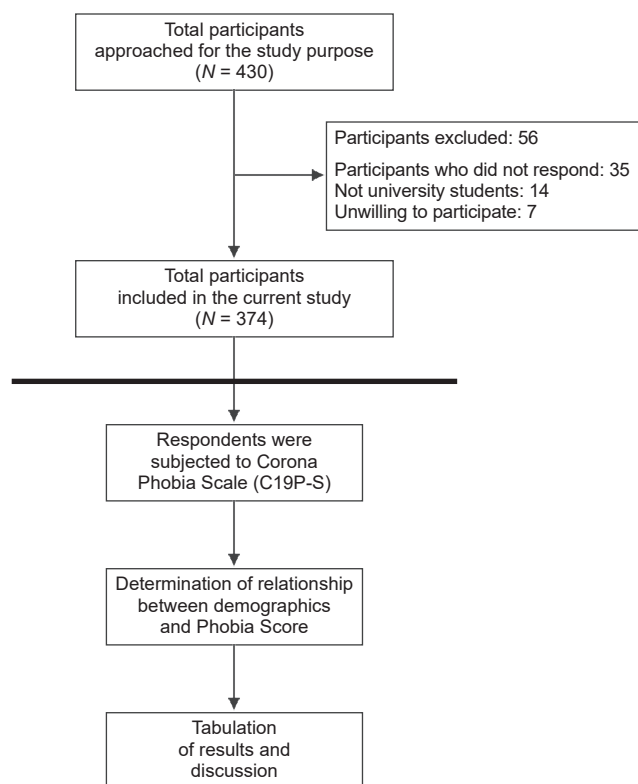 Total participants
approached for the study purpose
(N = 430)
Participants excluded: 56
Participants who did not respond: 35
Not university students: 14
Unwilling to participate: 7
Total participants
included in the current study
(N = 374)
Respondents were
subjected to Corona
Phobia Scale (C19P-S)
Determination of relationship
between demographics
and Phobia Score
Tabulation
of results and
discussion